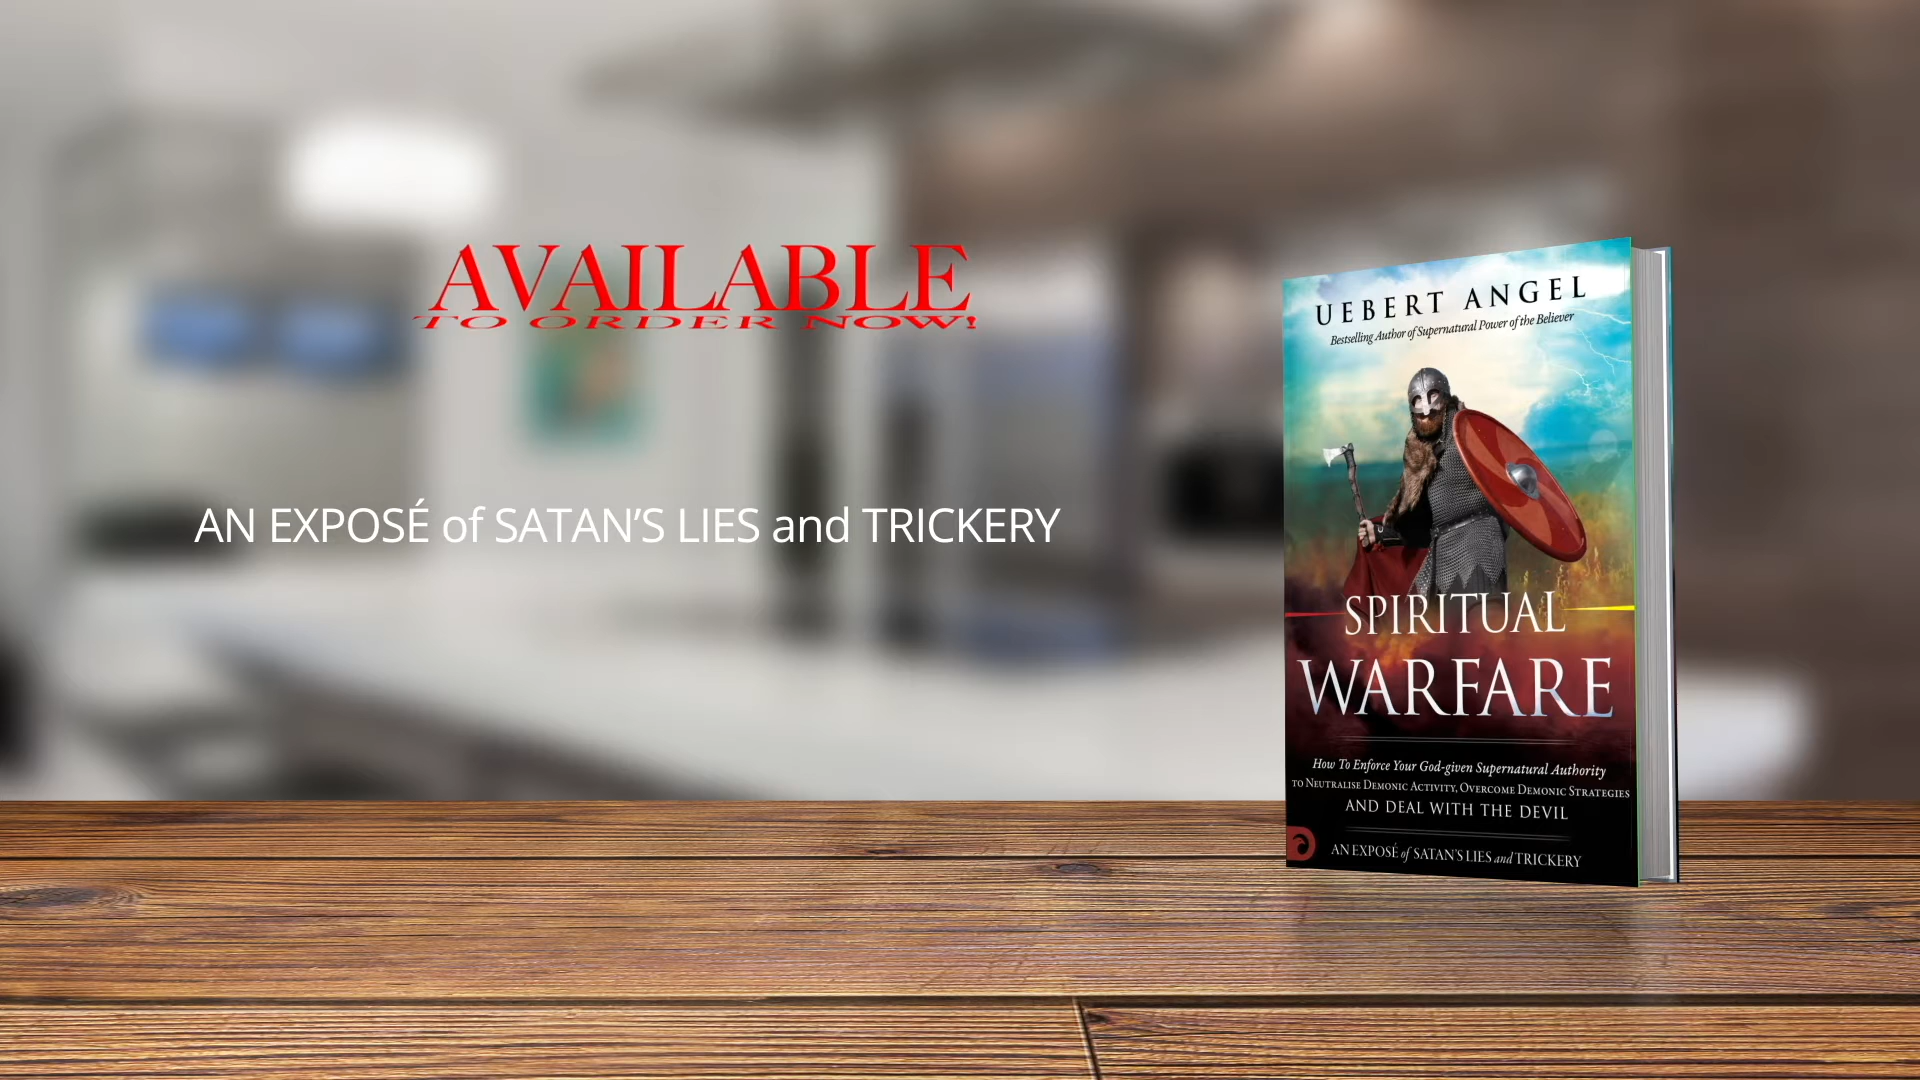 AVAILABLE
TO ORDER NOW!
AN EXPOSÉ of SATAN'S LIES and TRICKERY
UEBERT ANGEL
Bestselling Author of Supernatural Power of the Believer
SPIRITUAL
WARFARE
How To Enforce Your God-given Supernatural Authority
TO NEUTRALISE DEMONIC ACTIVITY, OVERCOME DEMONIC STRATEGIES
AND DEAL WITH THE DEVIL
AN EXPOSÉ of SATAN'S LIES and TRICKERY